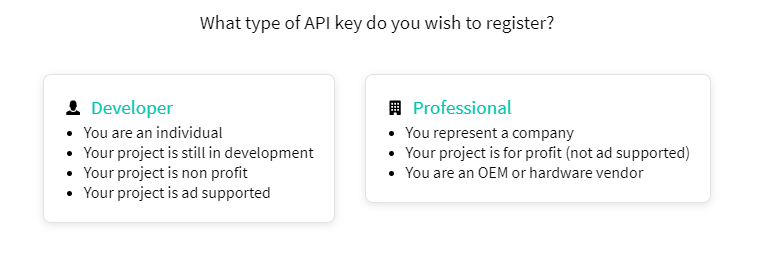 What type of API key do you wish to register?
Developer
You are an individual
Your project is still in development
Your project is non profit
Your project is ad supported
Professional
You represent a company
Your project is for profit (not ad supported)
You are an OEM or hardware vendor